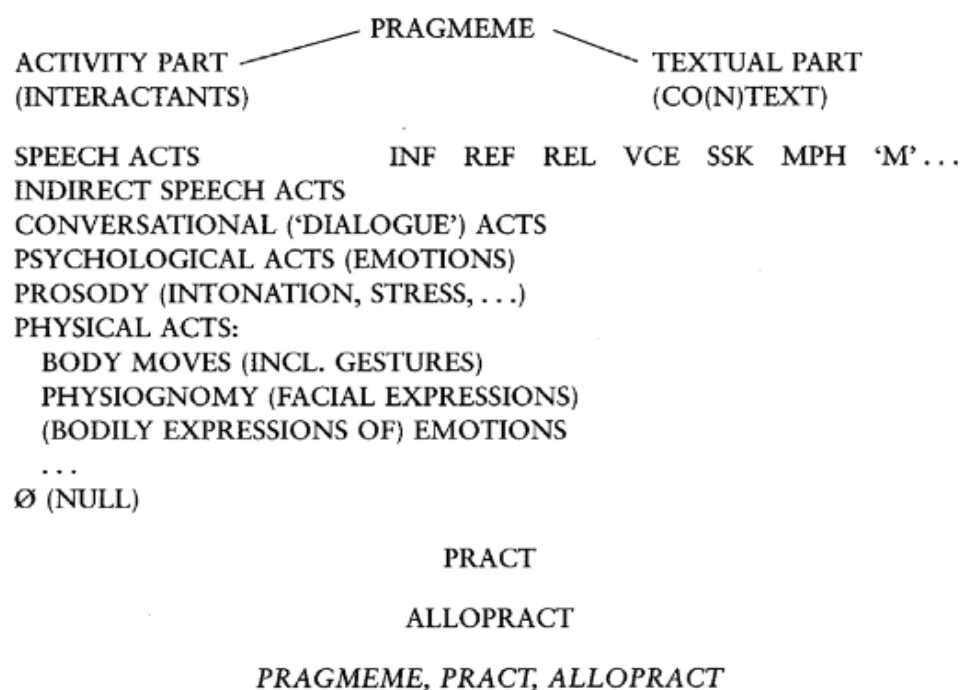 PRAGMEME
ACTIVITY PART TEXTUAL PART
(INTERACTANTS) (CO(N)TEXT)
SPEECH ACTS INF REF REL VCE SSK MPH ‘M’ . . .
INDIRECT SPEECH ACTS
CONVERSATIONAL (‘DIALOGUE’) ACTS
PSYCHOLOGICAL ACTS (EMOTIONS)
PROSODY (INTONATION, STRESS, . . .)
PHYSICAL ACTS:
BODY MOVES (INCL. GESTURES)
PHYSIOGNOMY (FACIAL EXPRESSIONS)
(BODILY EXPRESSIONS OF) EMOTIONS
. . .
Ø (NULL)
PRACT
ALLOPRACT
PRAGMEME, PRACT, ALLOPRACT